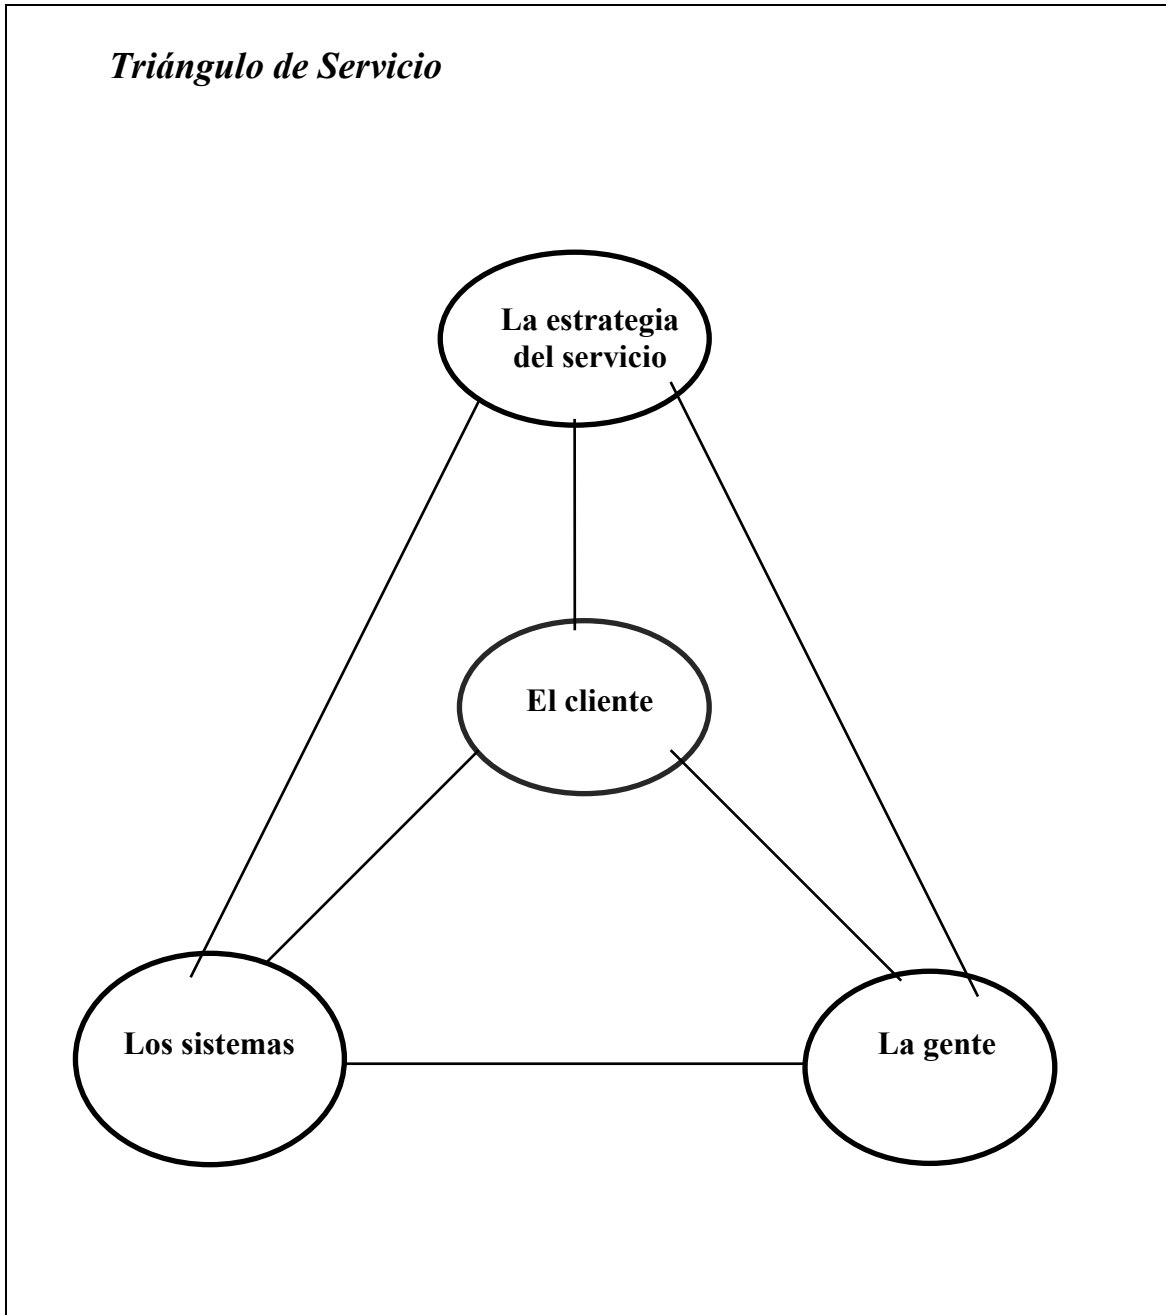 Triángulo de Servicio
La estrategia
del servicio
El cliente
Los sistemas
La gente